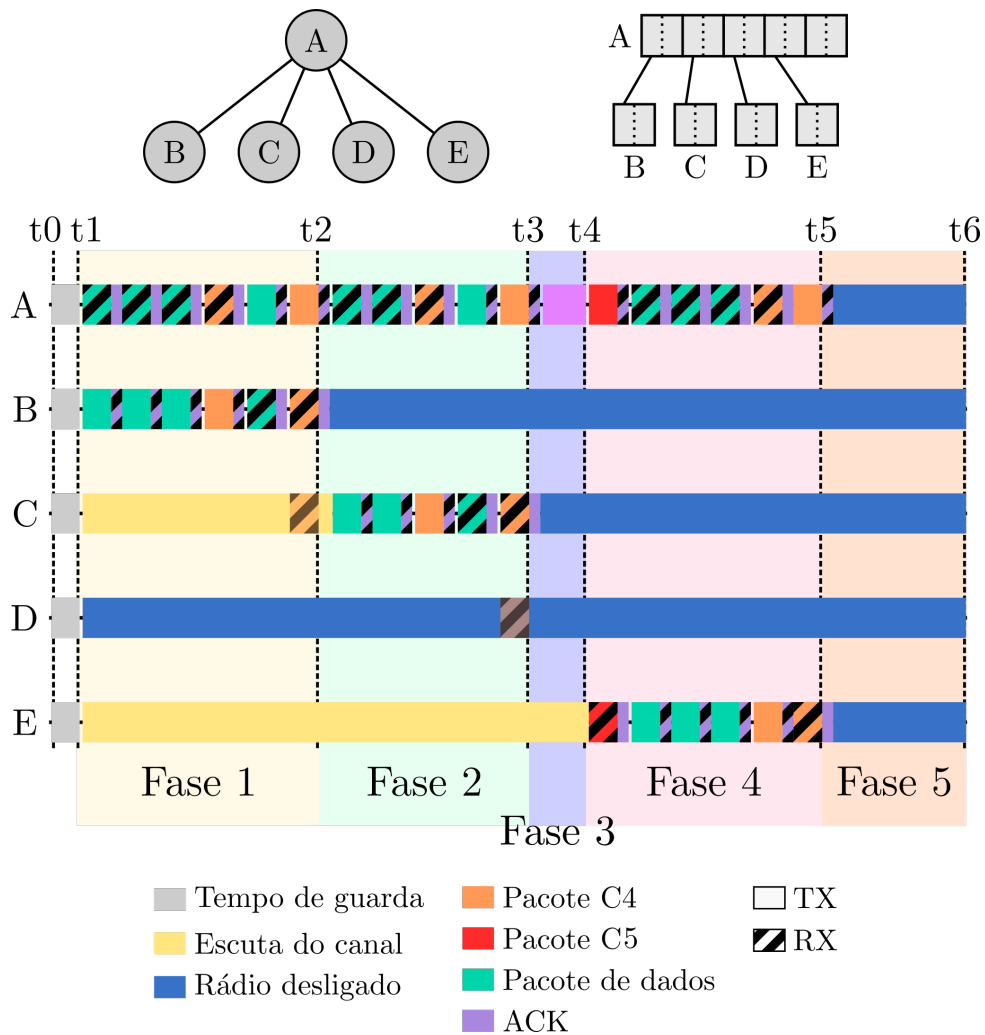 A
B C D E
A
B C D E
t0 t1 t2 t3 t4 t5 t6
A
B
C
D
E
Fase 1 Fase 2 Fase 4 Fase 5
Fase 3
Tempo de guarda
Escuta do canal
Rádio desligado
Pacote C4
Pacote C5
Pacote de dados
ACK
TX
RX